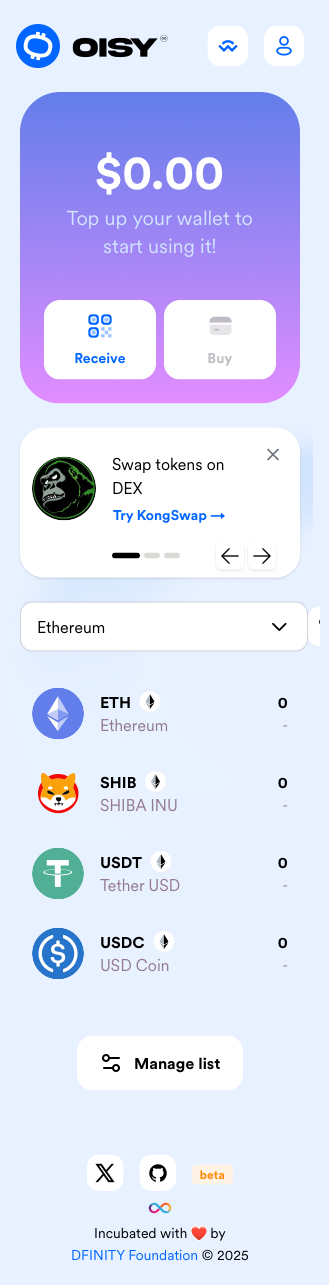 OISY
$0.00
Top up your wallet to
start using it!
Receive
Buy
Swap tokens on
DEX
Try KongSwap →
Ethereum
ETH
0
Ethereum
-
SHIB
0
SHIBA INU
-
USDT
0
Tether USD
-
USDC
0
USD Coin
-
Manage list
beta
Incubated with ❤️ by
DFINITY Foundation © 2025